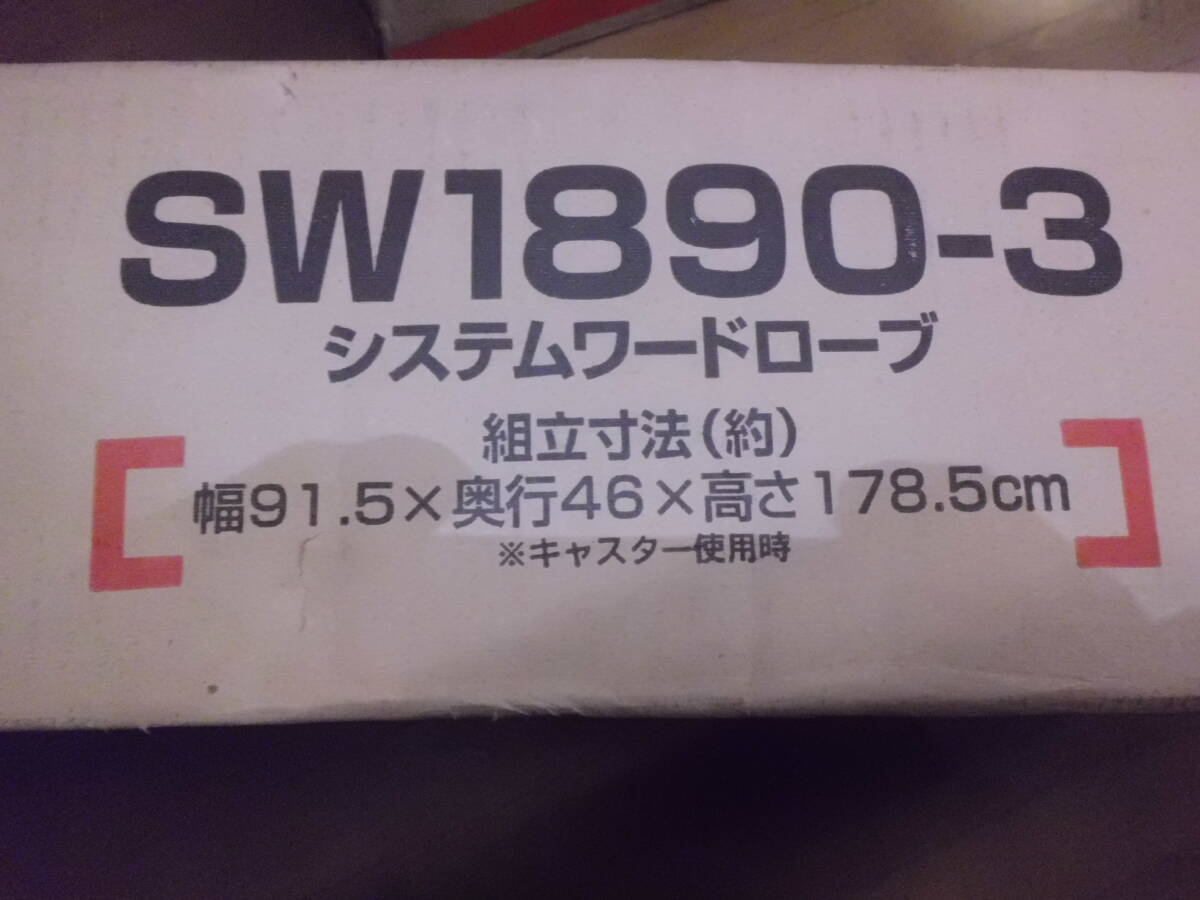 SW1890-3
システムワードローブ
組立寸法(約)
幅91.5×奥行46×高さ178.5cm
※キャスター使用時